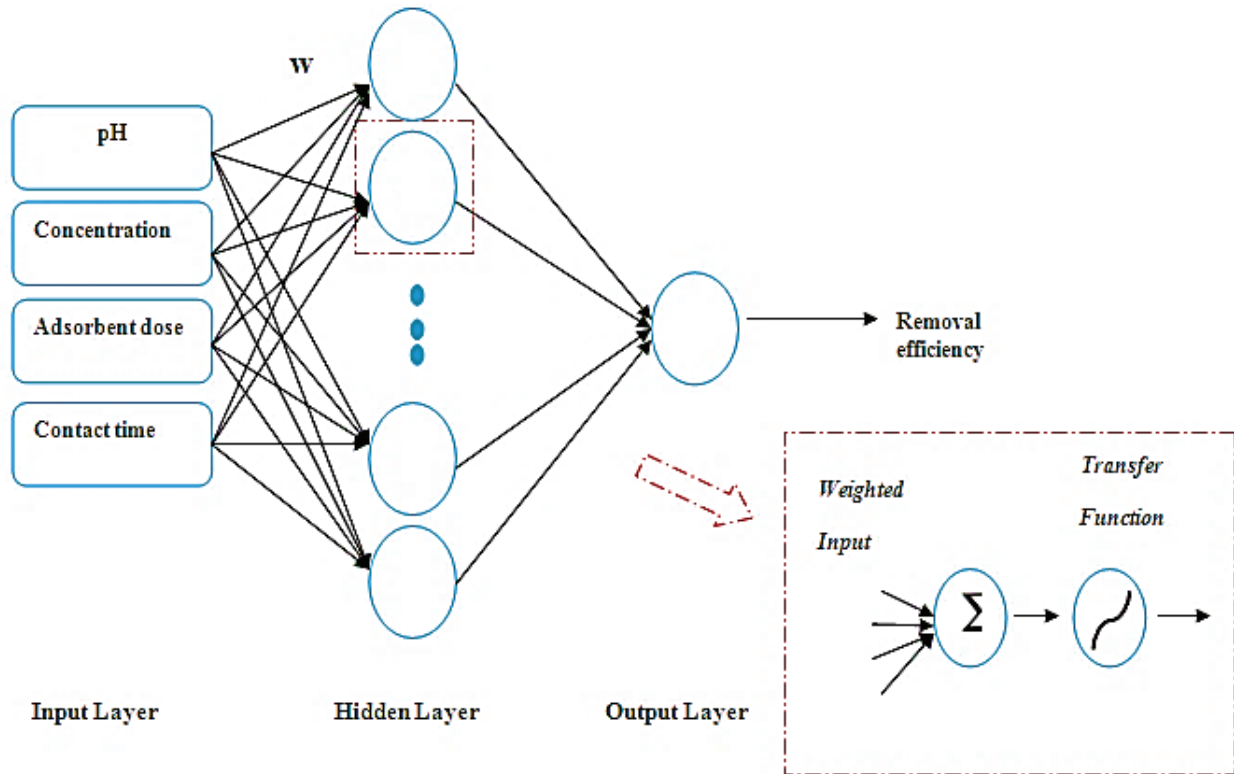 w
pH
Concentration
Adsorbent dose
Contact time
Removal
efficiency
Weighted
Input
Transfer
Function
Σ
Input Layer
Hidden Layer
Output Layer